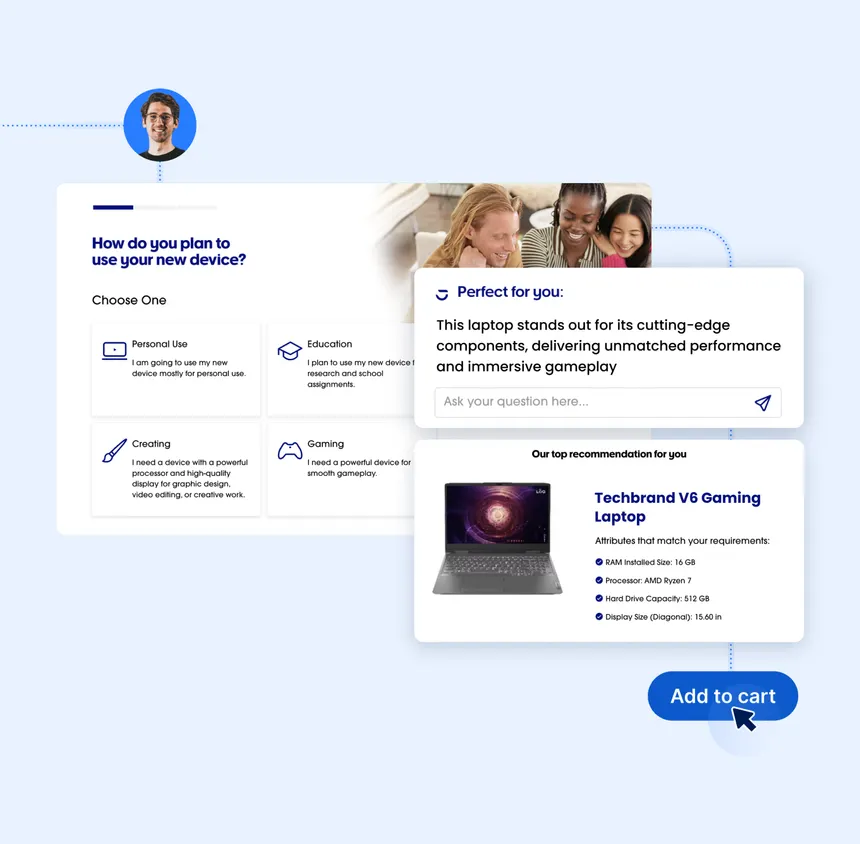 How do you plan to
use your new device?
Choose One
Personal Use
I am going to use my new
device mostly for personal use.
Education
I plan to use my new device
research and school
assignments.
Creating
I need a device with a powerful
processor and high-quality
display for graphic design,
video editing, or creative work.
Gaming
I need a powerful device for
smooth gameplay.
Perfect for you:
This laptop stands out for its cutting-edge
components, delivering unmatched performance
and immersive gameplay
Ask your question here...
Our top recommendation for you
Techbrand V6 Gaming
Laptop
Attributes that match your requirements:
RAM Installed Size: 16 GB
Processor: AMD Ryzen 7
Hard Drive Capacity: 512 GB
Display Size (Diagonal): 15.60 in
Add to cart